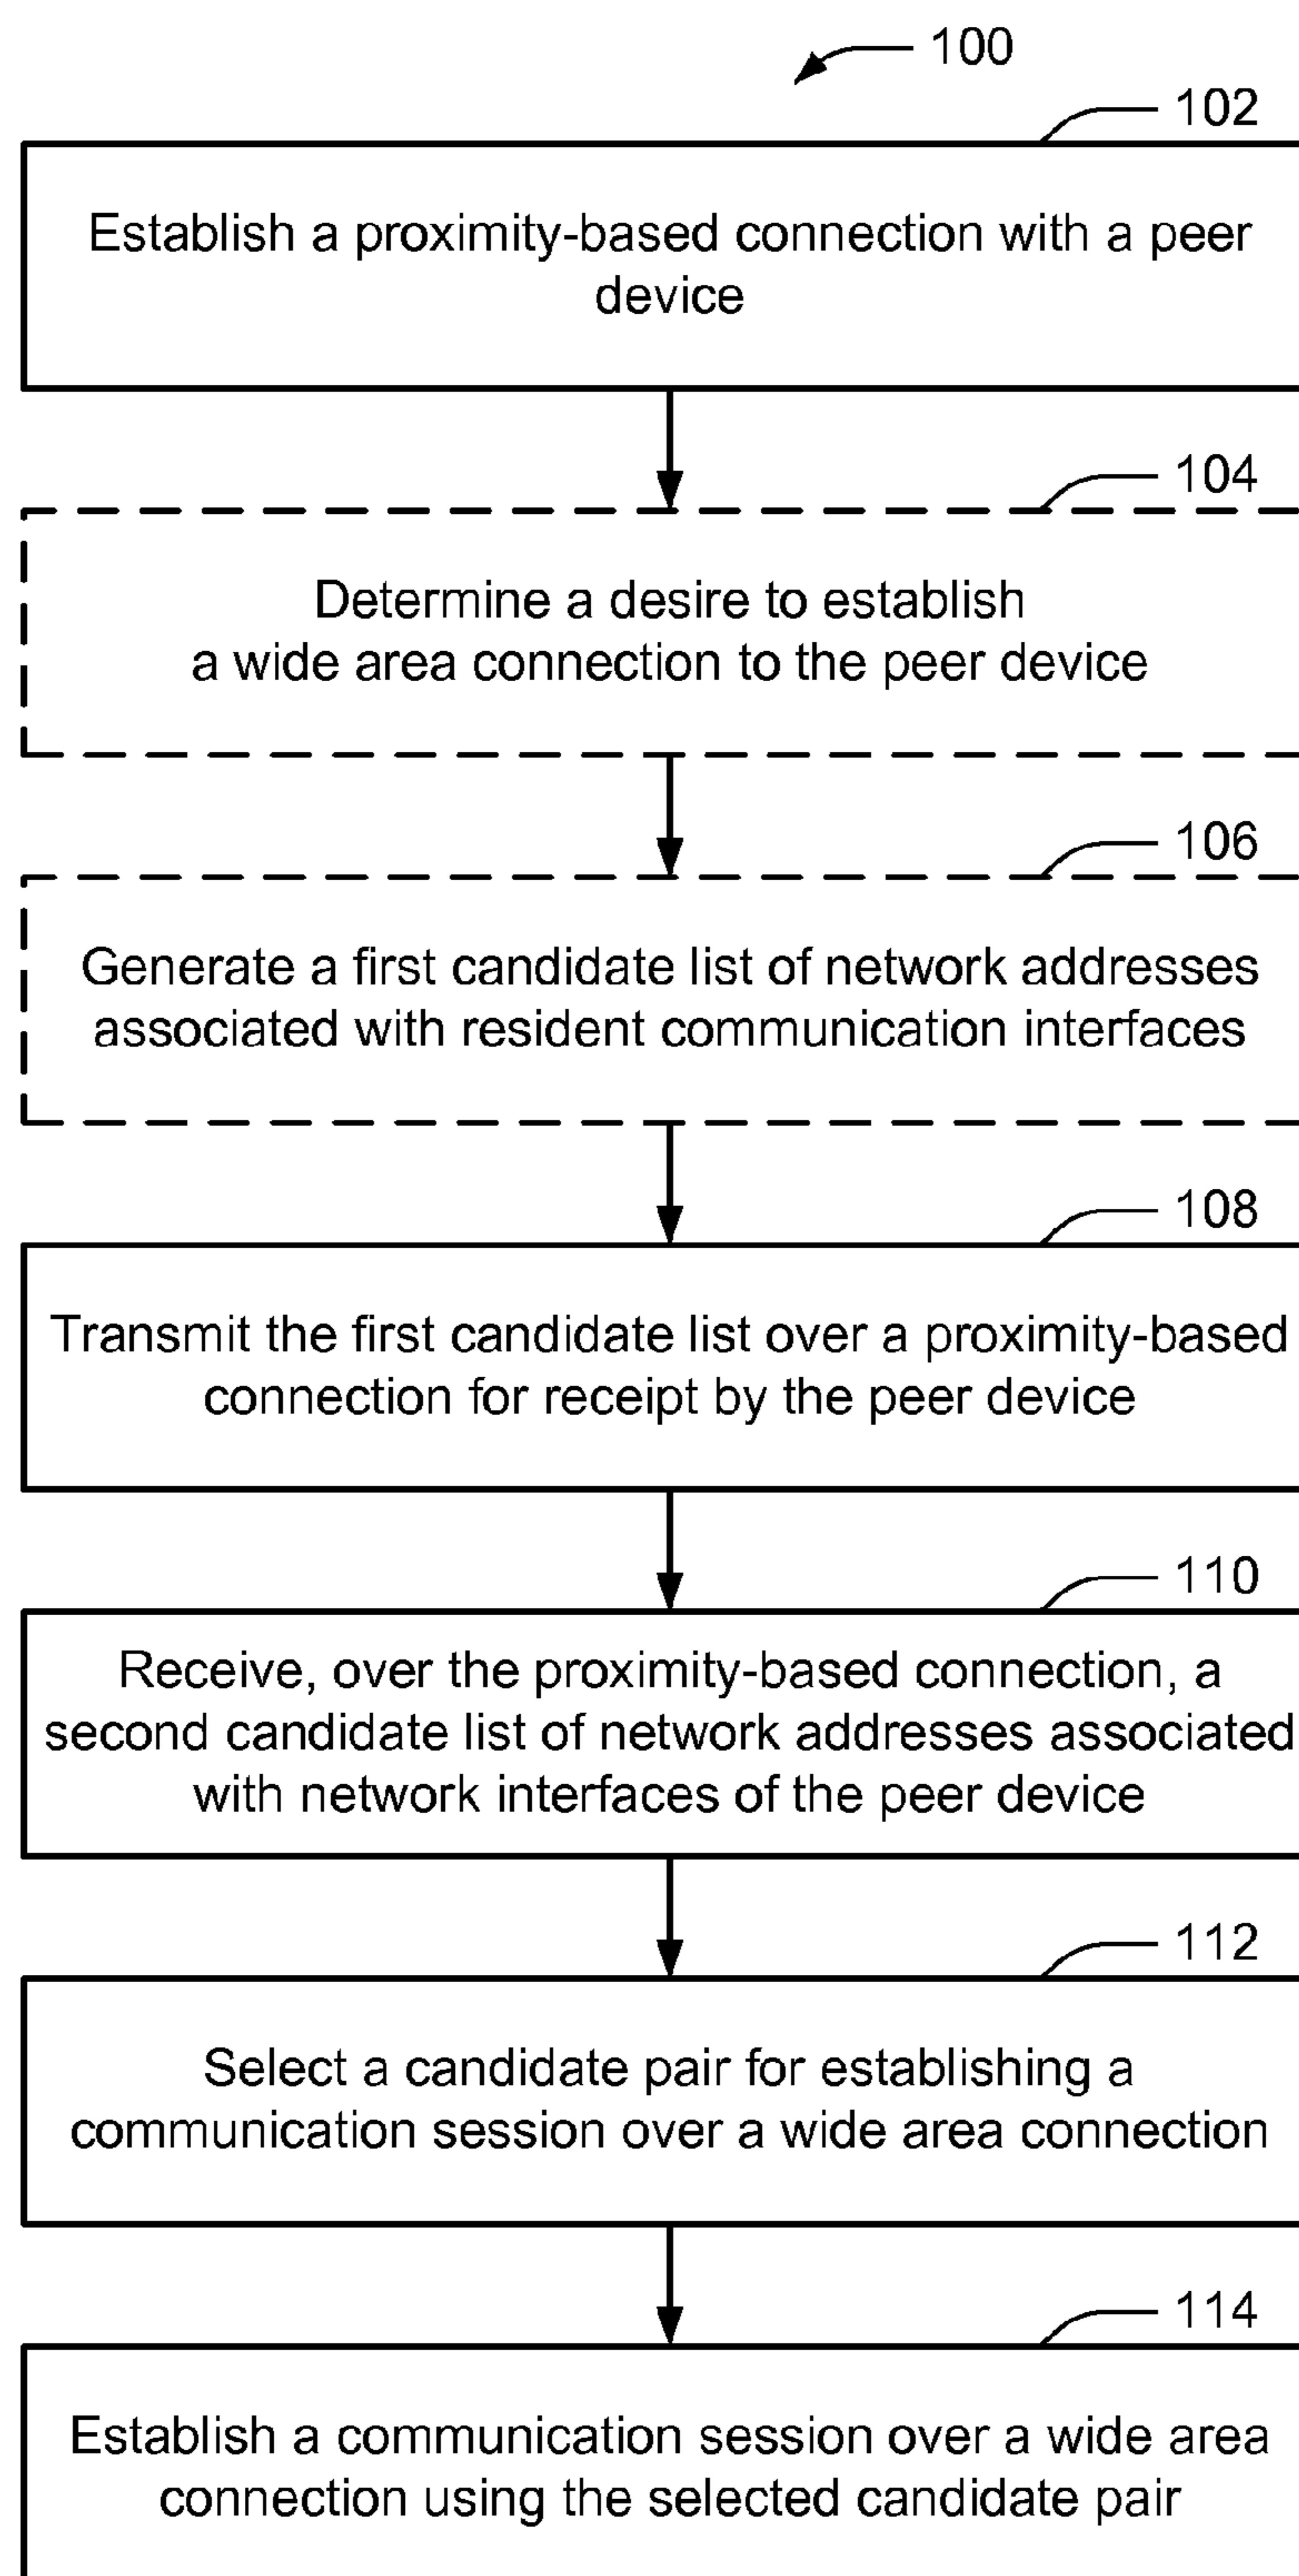 100
102
Establish a proximity-based connection with a peer
device
104
Determine a desire to establish
a wide area connection to the peer device
106
Generate a first candidate list of network addresses
associated with resident communication interfaces
108
Transmit the first candidate list over a proximity-based
connection for receipt by the peer device
110
Receive, over the proximity-based connection, a
second candidate list of network addresses associated
with network interfaces of the peer device
112
Select a candidate pair for establishing a
communication session over a wide area connection
114
Establish a communication session over a wide area
connection using the selected candidate pair